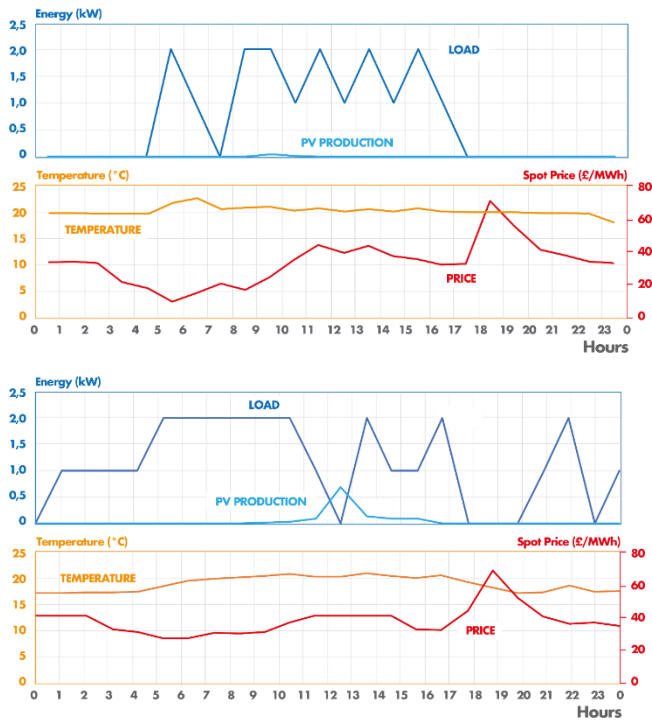 Energy (kW)
2,5
2,0
1,5
1,0
0,5
0
LOAD
PV PRODUCTION
Temperature (°C) Spot Price (£/MWh)
25
20
15
10
5
0
80
60
40
20
0
TEMPERATURE
PRICE
0 1 2 3 4 5 6 7 8 9 10 11 12 13 14 15 16 17 18 19 20 21 22 23 0
Hours
Energy (kW)
2,5
2,0
1,5
1,0
0,5
0
LOAD
PV PRODUCTION
Temperature (°C) Spot Price (£/MWh)
25
20
15
10
5
0
80
60
40
20
0
TEMPERATURE
PRICE
0 1 2 3 4 5 6 7 8 9 10 11 12 13 14 15 16 17 18 19 20 21 22 23 0
Hours